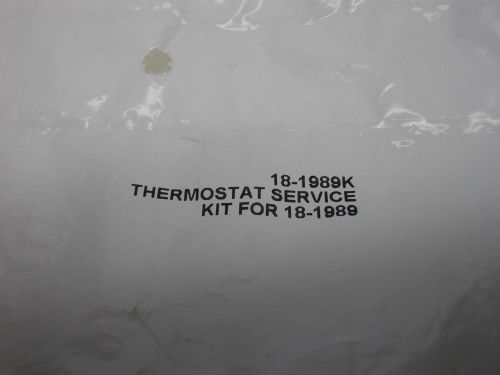 18-1989K
THERMOSTAT SERVICE
KIT FOR 18-1989